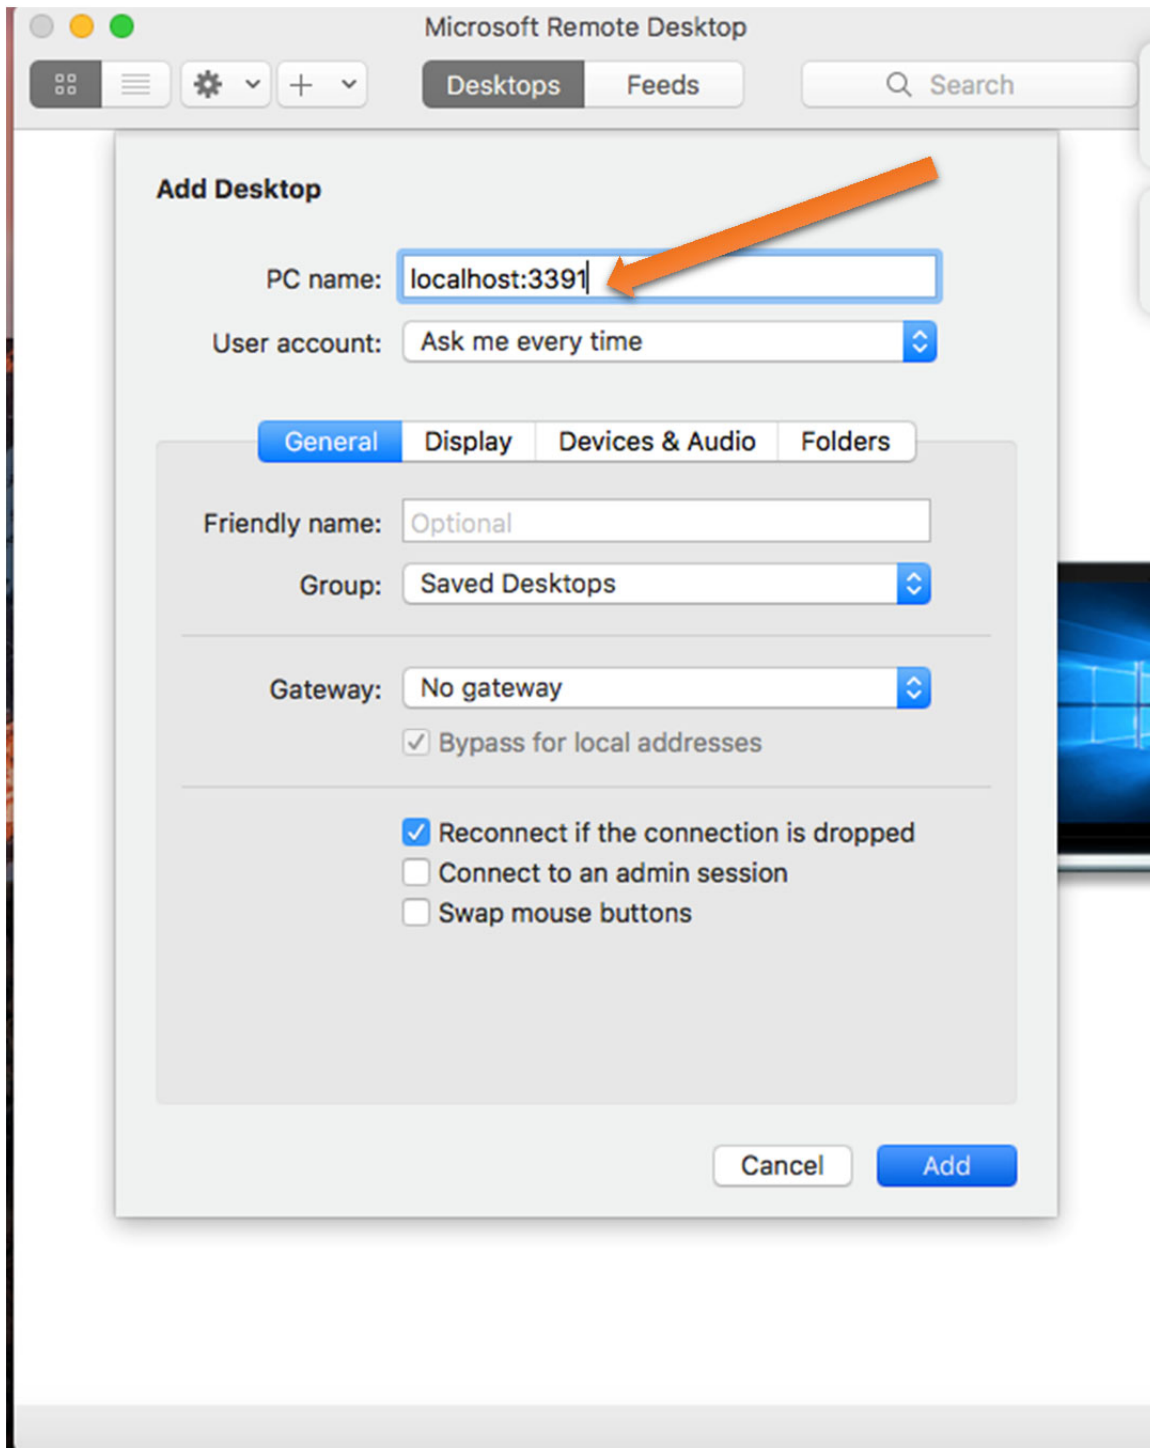 Microsoft Remote Desktop
Desktops Feeds Search
Add Desktop
PC name: localhost:3391
User account: Ask me every time
General Display Devices & Audio Folders
Friendly name: Optional
Group: Saved Desktops
Gateway: No gateway
Bypass for local addresses
Reconnect if the connection is dropped
Connect to an admin session
Swap mouse buttons
Cancel Add